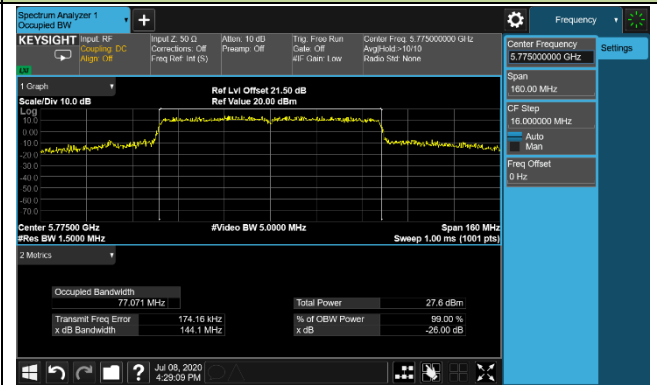 Spectrum Analyzer 1
Occupied BW
+
Frequency
KEYSIGHT
Input: RF
Coupling: DC
Align: Off
Input Z: 50 Ω
Corrections: Off
Freq Ref: Int (S)
Atten: 10 dB
Preamp: Off
Trig: Free Run
Gate: Off
#IF Gain: Low
Center Freq: 5.775000000 GHz
Avg|Hold:>10/10
Radio Std: None
Center Frequency
5.775000000 GHz
Settings
Span
160.00 MHz
CF Step
16.000000 MHz
Auto
Man
Freq Offset
0 Hz
1 Graph
Scale/Div 10.0 dB
Ref Lvl Offset 21.50 dB
Ref Value 20.00 dBm
Log
10.0
0.00
-10.0
-20.0
-30.0
-40.0
-50.0
-60.0
-70.0
Center 5.77500 GHz
#Video BW 5.0000 MHz
Span 160 MHz
#Res BW 1.5000 MHz
Sweep 1.00 ms (1001 pts)
2 Metrics
Occupied Bandwidth
77.071 MHz
Total Power 27.6 dBm
Transmit Freq Error 174.16 kHz
% of OBW Power 99.00 %
x dB Bandwidth 144.1 MHz
x dB -26.00 dB
?
Jul 08, 2020
4:29:09 PM